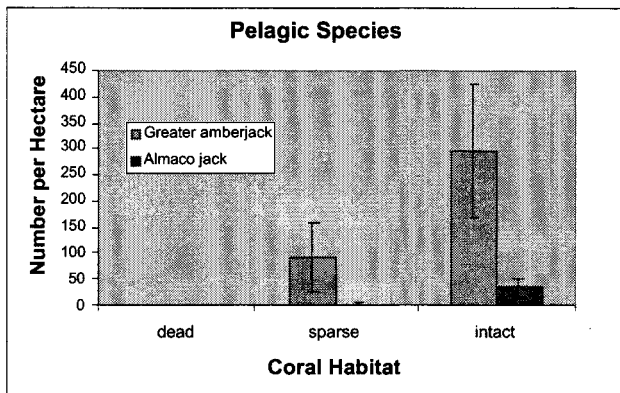 Pelagic Species
Number per Hectare
450
400
350
300
250
200
150
100
50
0
Greater amberjack
Almaco jack
dead sparse intact
Coral Habitat